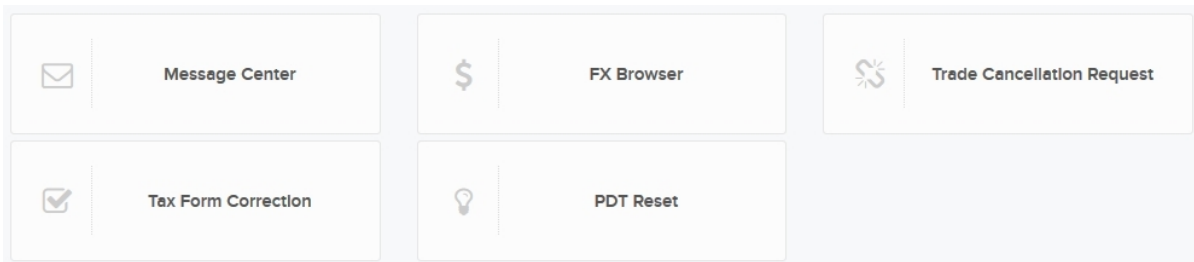 Message Center
FX Browser
Trade Cancellation Request
Tax Form Correction
PDT Reset